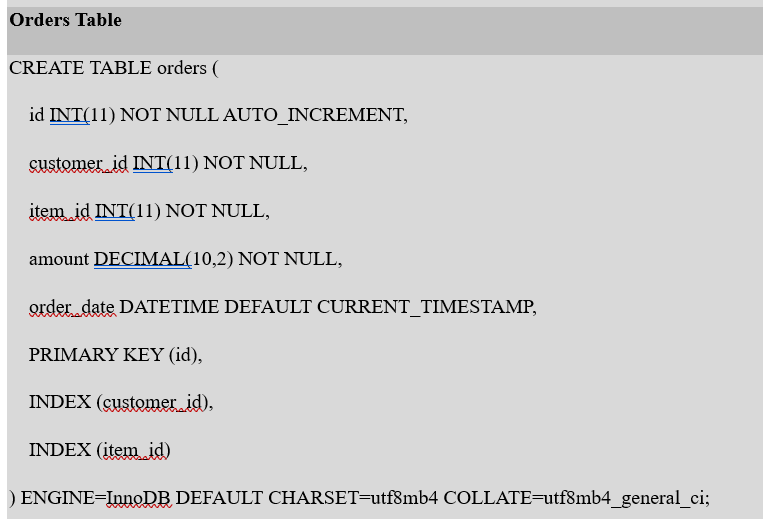 Orders Table
CREATE TABLE orders (
id INT(11) NOT NULL AUTO_INCREMENT,
customer_id INT(11) NOT NULL,
item_id INT(11) NOT NULL,
amount DECIMAL(10,2) NOT NULL,
order_date DATETIME DEFAULT CURRENT_TIMESTAMP,
PRIMARY KEY (id),
INDEX (customer_id),
INDEX (item_id)
) ENGINE=InnoDB DEFAULT CHARSET=utf8mb4 COLLATE=utf8mb4_general_ci;